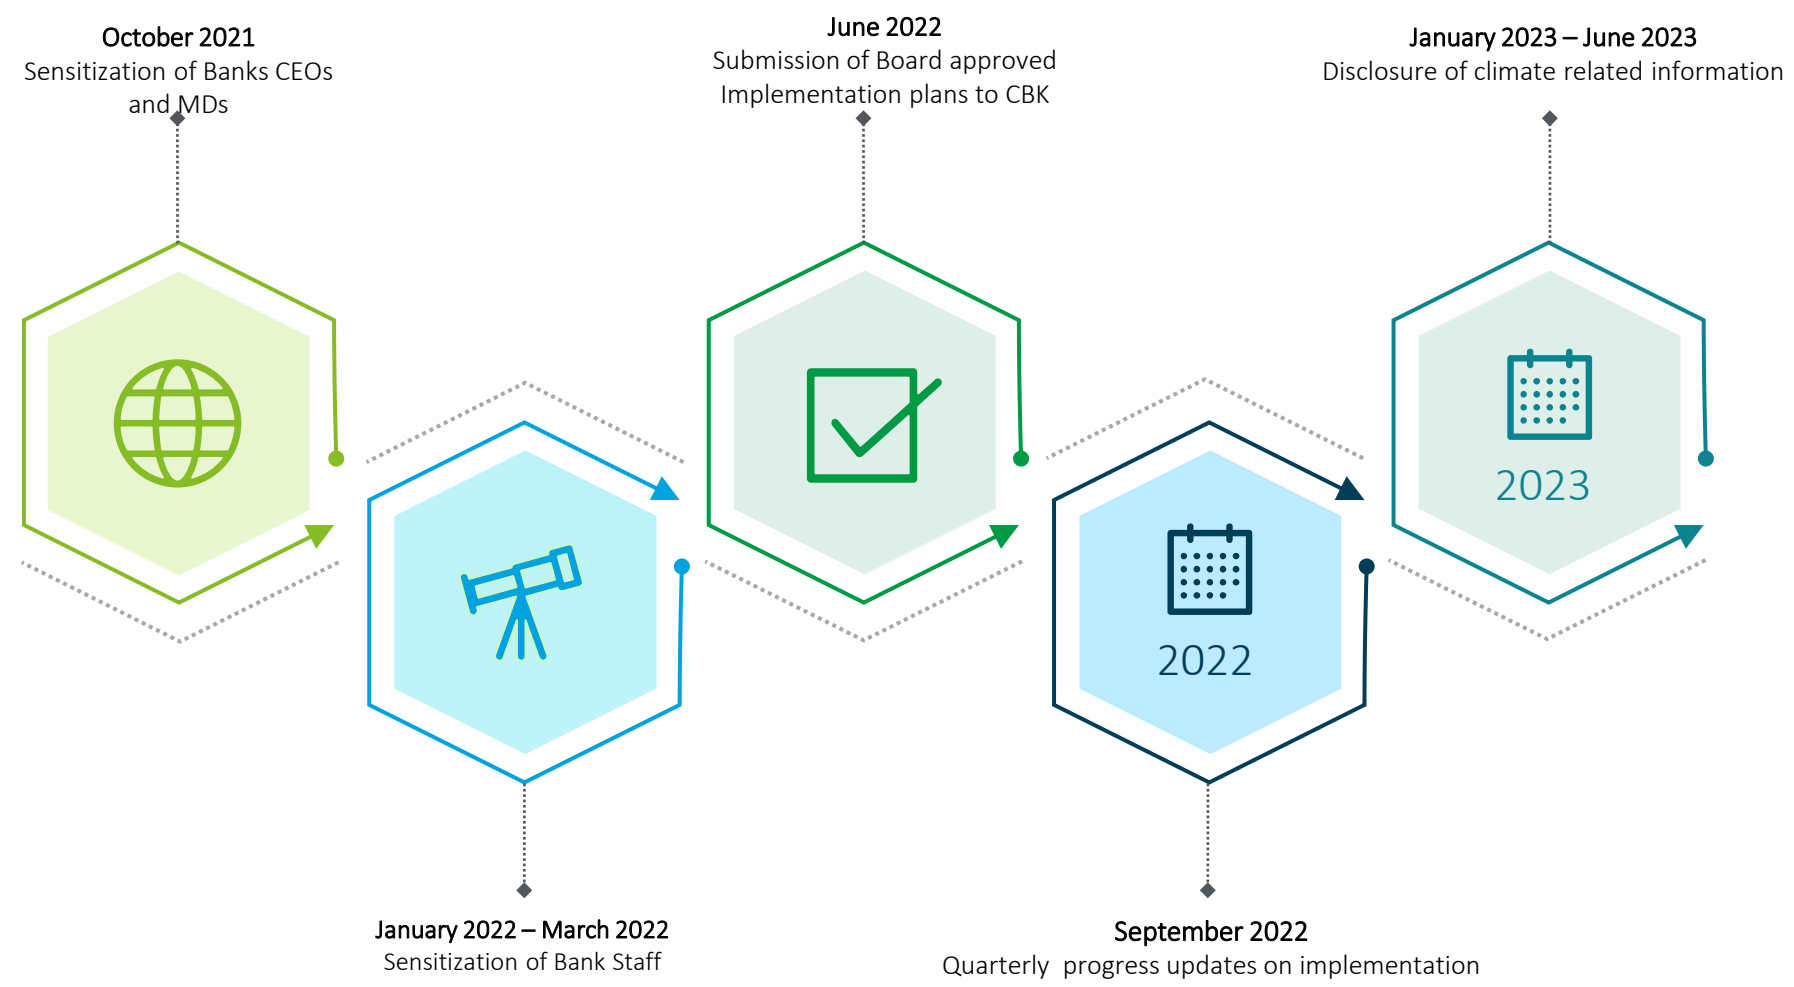 October 2021
Sensitization of Banks CEOs
and MDs
January 2022 – March 2022
Sensitization of Bank Staff
June 2022
Submission of Board approved
Implementation plans to CBK
2022
September 2022
Quarterly progress updates on implementation
January 2023 – June 2023
Disclosure of climate related information
2023